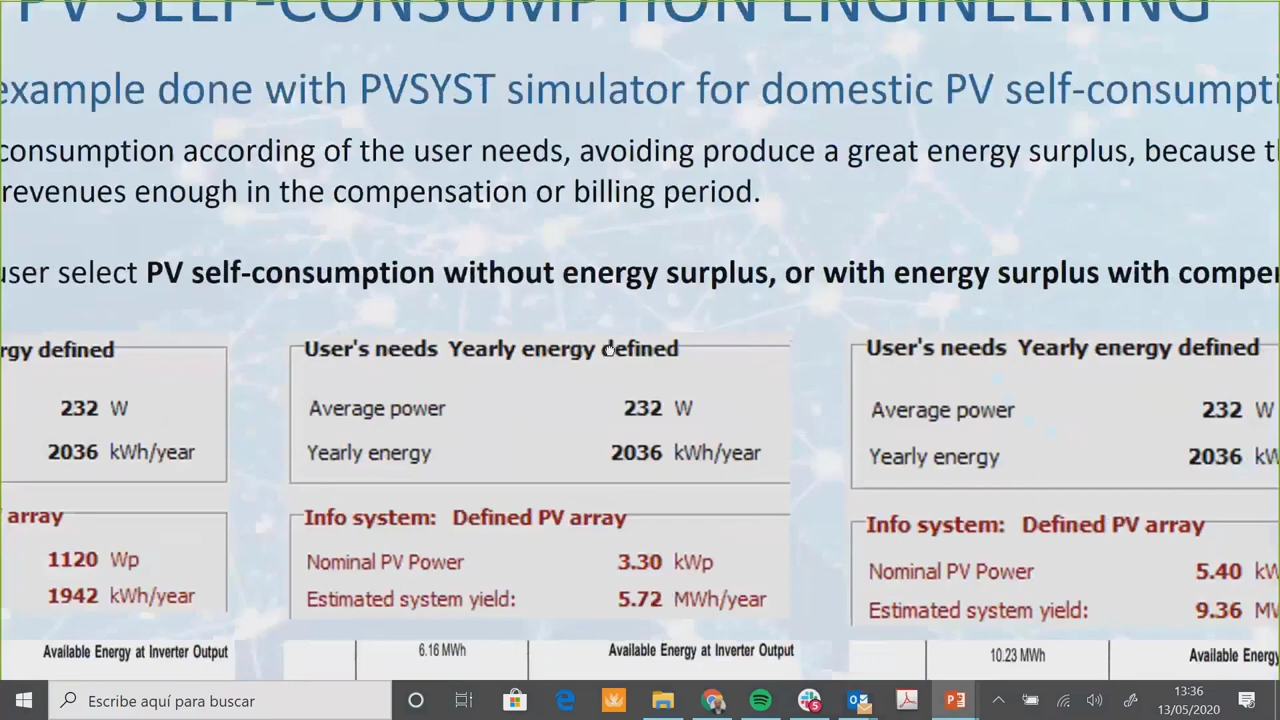 PV SELF-CONSUMPTION ENGINEERING
example done with PVSYST simulator for domestic PV self-consumpti
consumption according of the user needs, avoiding produce a great energy surplus, because t
revenues enough in the compensation or billing period.
user select PV self-consumption without energy surplus, or with energy surplus with compe
rgy defined
232 W
2036 kWh/year
array
1120 Wp
1942 kWh/year
Available Energy at Inverter Output
User's needs Yearly energy defined
Average power 232 W
Yearly energy 2036 kWh/year
Info system: Defined PV array
Nominal PV Power 3.30 kWp
Estimated system yield: 5.72 MWh/year
6.16 MWh Available Energy at Inverter Output
User's needs Yearly energy defined
Average power 232 W
Yearly energy 2036 kW
Info system: Defined PV array
Nominal PV Power 5.40 kW
Estimated system yield: 9.36 MW
10.23 MWh Available Energy
Escribe aquí para buscar
13:36
13/05/2020